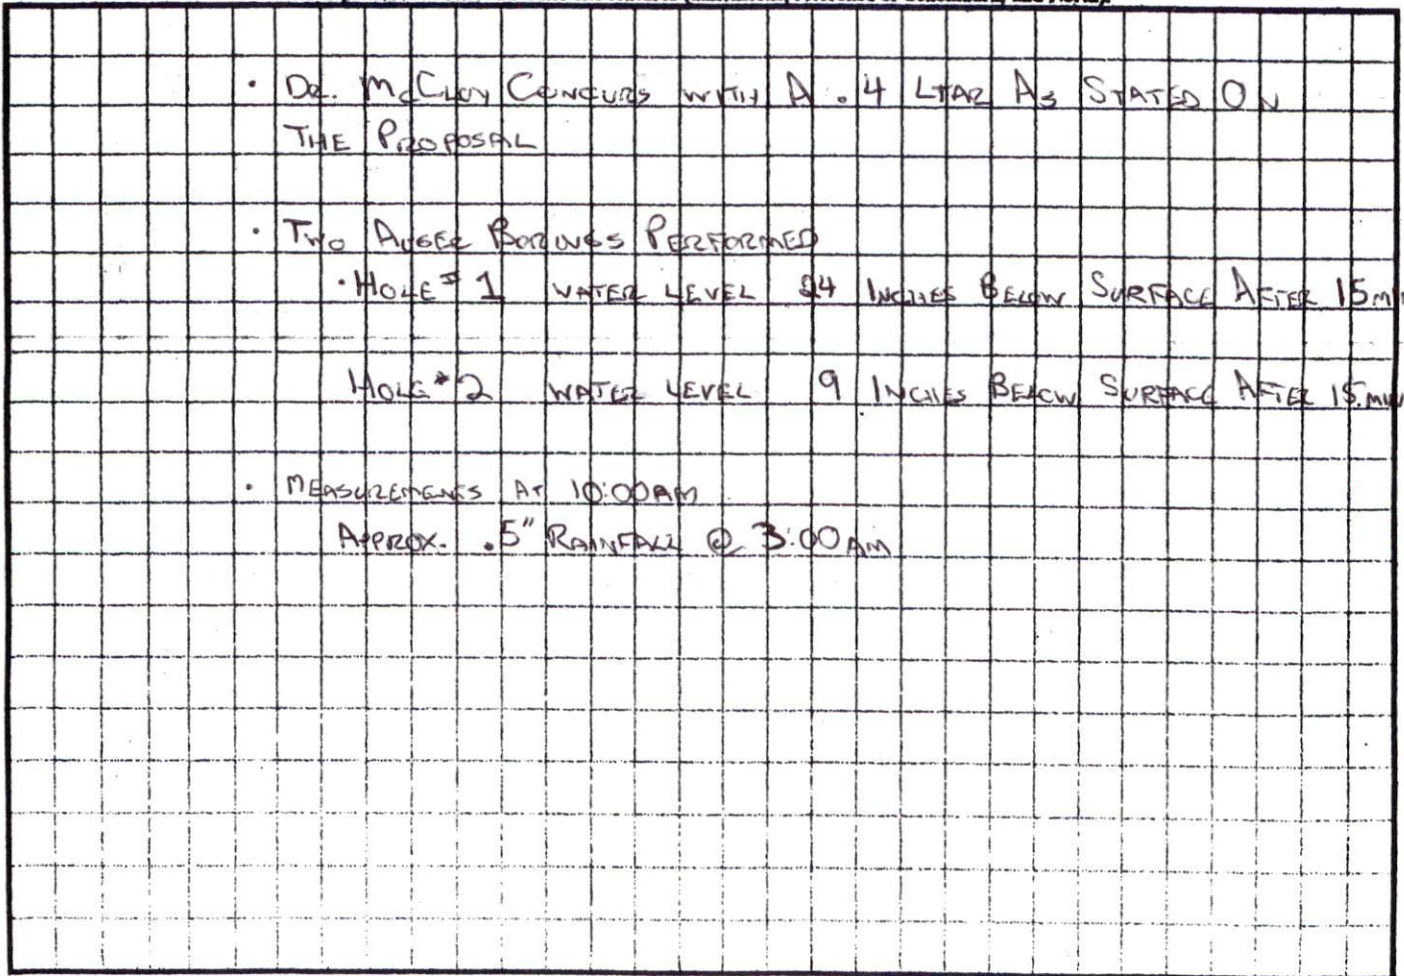 · Dr. McCloy Concurs with A .4 LTAR As Stated On
The Proposal
· Two Auger Borings Performed
· Hole # 1 water level 24 Inches Below Surface After 15 min
Hole # 2 water level 9 Inches Below Surface After 15 min
· Measurements At 10:00 AM
Approx. .5" Rainfall @ 3:00 AM